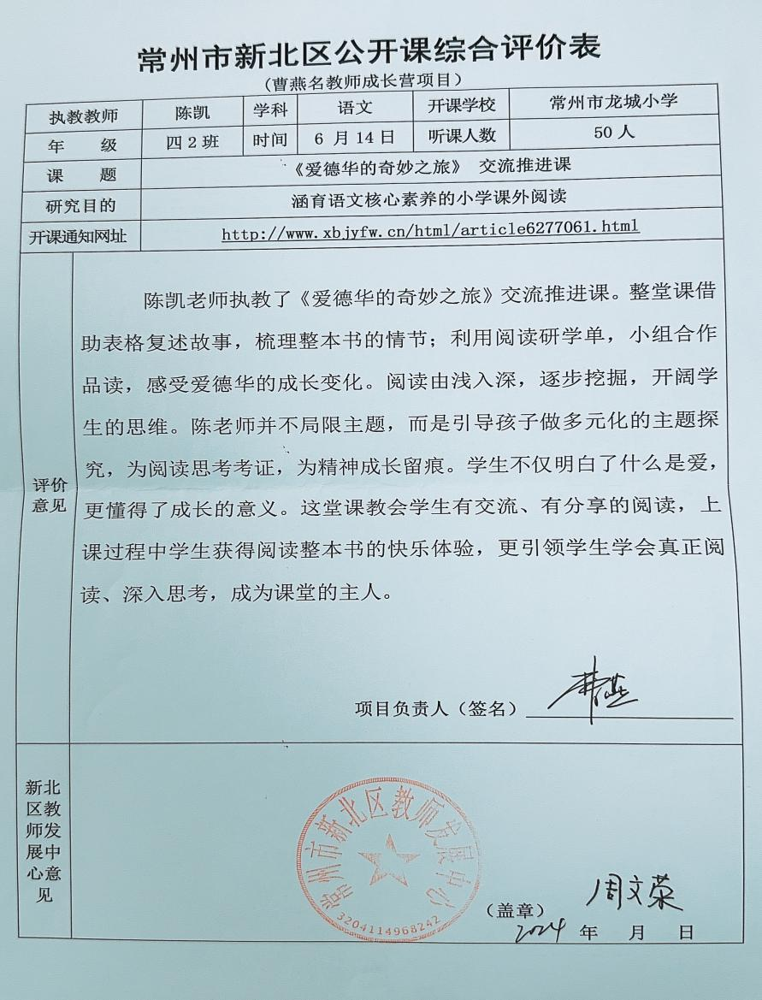 常州市新北区公开课综合评价表
（曹燕名教师成长营项目）
执教教师 陈凯 学科 语文 开课学校 常州市龙城小学
年 级 四2班 时间 6 月 14 日 听课人数 50 人
课 题 《爱德华的奇妙之旅》 交流推进课
研究目的 涵育语文核心素养的小学课外阅读
开课通知网址 http://www.xbjyfw.cn/html/article6277061.html
陈凯老师执教了《爱德华的奇妙之旅》交流推进课。整堂课借
助表格复述故事，梳理整本书的情节；利用阅读研学单，小组合作
品读，感受爱德华的成长变化。阅读由浅入深，逐步挖掘，开阔学
生的思维。陈老师并不局限主题，而是引导孩子做多元化的主题探
究，为阅读思考考证，为精神成长留痕。学生不仅明白了什么是爱，
评价
意见
更懂得了成长的意义。这堂课教会学生有交流、有分享的阅读，上
课过程中学生获得阅读整本书的快乐体验，更引领学生学会真正阅
读、深入思考，成为课堂的主人。
项目负责人（签名） 曹燕
新北
区教
师发
展中
心意
见
常州市新北区教师发展中心
3204114968242
周文荣
（盖章）
2024 年 月 日